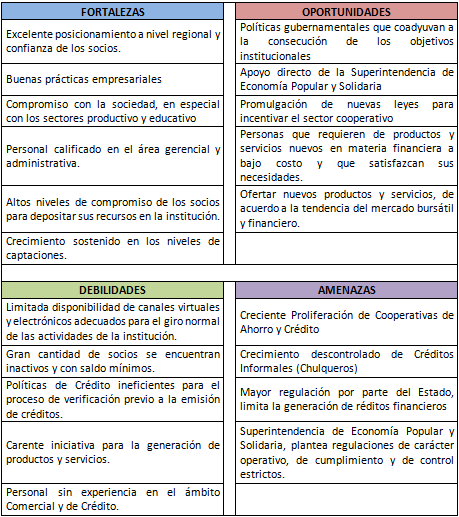 FORTALEZAS
Excelente posicionamiento a nivel regional y
confianza de los socios.
Buenas prácticas empresariales
Compromiso con la sociedad, en especial
con los sectores productivo y educativo
Personal calificado en el área gerencial y
administrativa.
Altos niveles de compromiso de los socios
para depositar sus recursos en la institución.
Crecimiento sostenido en los niveles de
captaciones.
OPORTUNIDADES
Políticas gubernamentales que coadyuvan a
la consecución de los objetivos
institucionales
Apoyo directo de la Superintendencia de
Economía Popular y Solidaria
Promulgación de nuevas leyes para
incentivar el sector cooperativo
Personas que requieren de productos y
servicios nuevos en materia financiera a
bajo costo y que satisfazcan sus
necesidades.
Ofertar nuevos productos y servicios, de
acuerdo a la tendencia del mercado bursátil
y financiero.
DEBILIDADES
Limitada disponibilidad de canales virtuales
y electrónicos adecuados para el giro normal
de las actividades de la institución.
Gran cantidad de socios se encuentran
inactivos y con saldo mínimos.
Políticas de Crédito ineficientes para el
proceso de verificación previo a la emisión
de créditos.
Carente iniciativa para la generación de
productos y servicios.
Personal sin experiencia en el ámbito
Comercial y de Crédito.
AMENAZAS
Creciente Proliferación de Cooperativas de
Ahorro y Crédito
Crecimiento descontrolado de Créditos
Informales (Chulqueros)
Mayor regulación por parte del Estado,
limita la generación de réditos financieros
Superintendencia de Economía Popular y
Solidaria, plantea regulaciones de carácter
operativo, de cumplimiento y de control
estrictos.